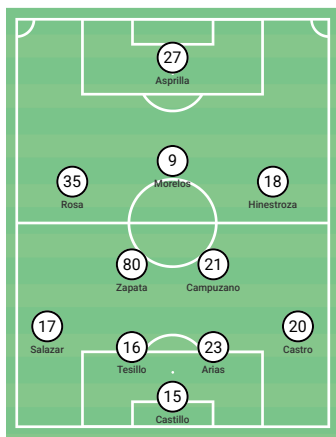 27
Asprilla
9
Morelos
35
Rosa
18
Hinestroza
80
Zapata
21
Campuzano
17
Salazar
20
Castro
16
Tesillo
23
Arias
15
Castillo